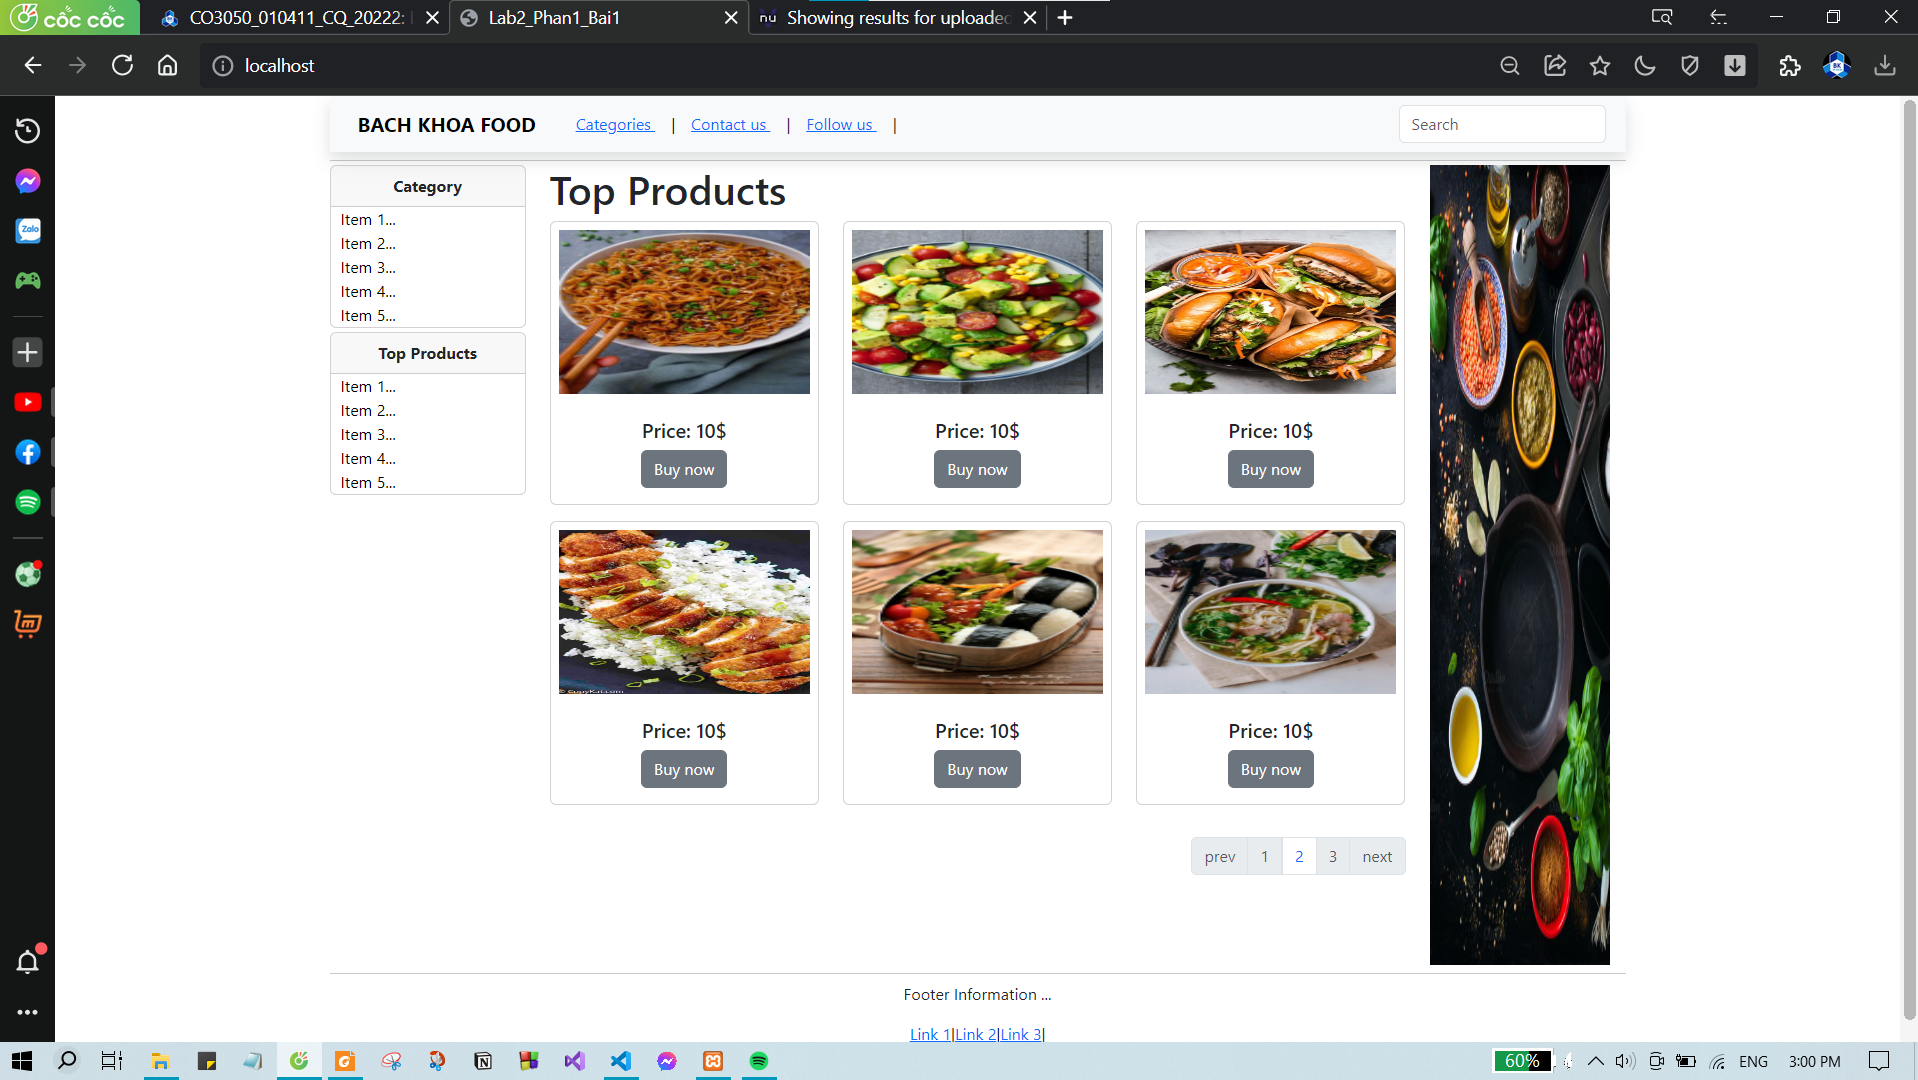 cốc cốc
CO3050_010411_CQ_20222:
Lab2_Phan1_Bai1
nu
Showing results for uploaded
localhost
Zalo
BACH KHOA FOOD
Categories | Contact us | Follow us |
Search
Category
Item 1...
Item 2...
Item 3...
Item 4...
Item 5...
Top Products
Item 1...
Item 2...
Item 3...
Item 4...
Item 5...
Top Products
Price: 10$
Buy now
Price: 10$
Buy now
Price: 10$
Buy now
Price: 10$
Buy now
Price: 10$
Buy now
Price: 10$
Buy now
prev 1 2 3 next
Footer Information ...
Link 1|Link 2|Link 3|
60%
ENG
3:00 PM